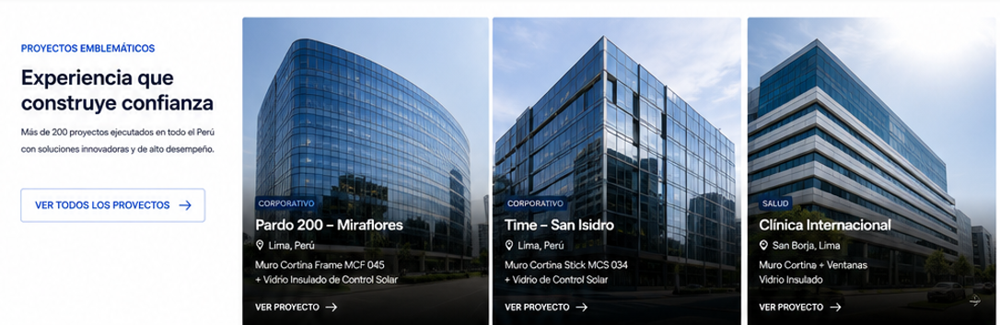 PROYECTOS EMBLEMÁTICOS
Experiencia que
construye confianza
Más de 200 proyectos ejecutados en todo el Perú
con soluciones innovadoras y de alto desempeño.
VER TODOS LOS PROYECTOS
CORPORATIVO
Pardo 200 – Miraflores
Lima, Perú
Muro Cortina Frame MCF 045
+ Vidrio Insulado de Control Solar
VER PROYECTO
CORPORATIVO
Time – San Isidro
Lima, Perú
Muro Cortina Stick MCS 034
+ Vidrio de Control Solar
VER PROYECTO
SALUD
Clínica Internacional
San Borja, Lima
Muro Cortina + Ventanas
Vidrio Insulado
VER PROYECTO